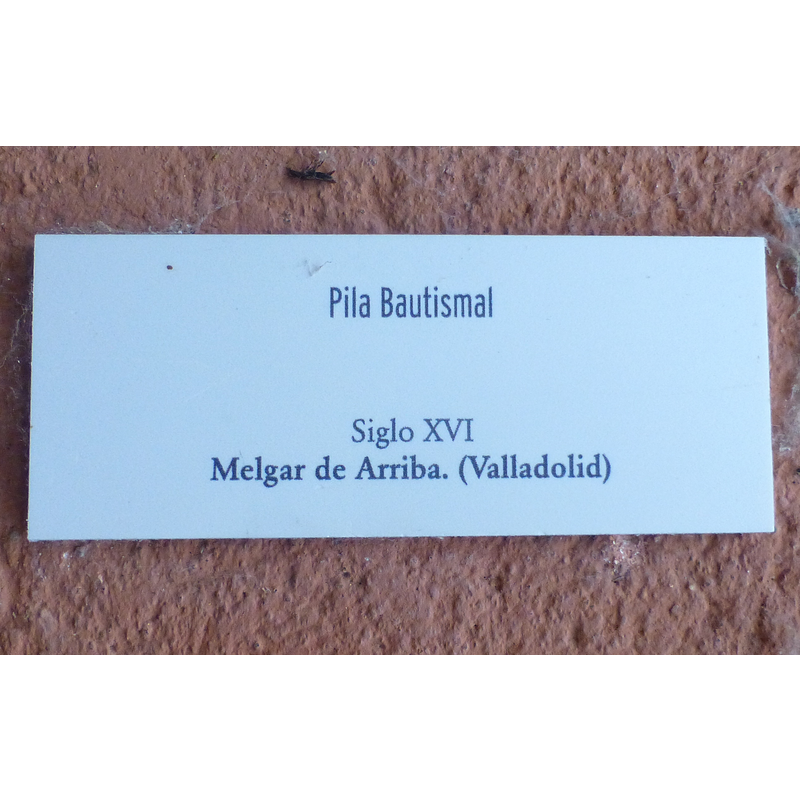 Pila Bautismal
Siglo XVI
Melgar de Arriba. (Valladolid)